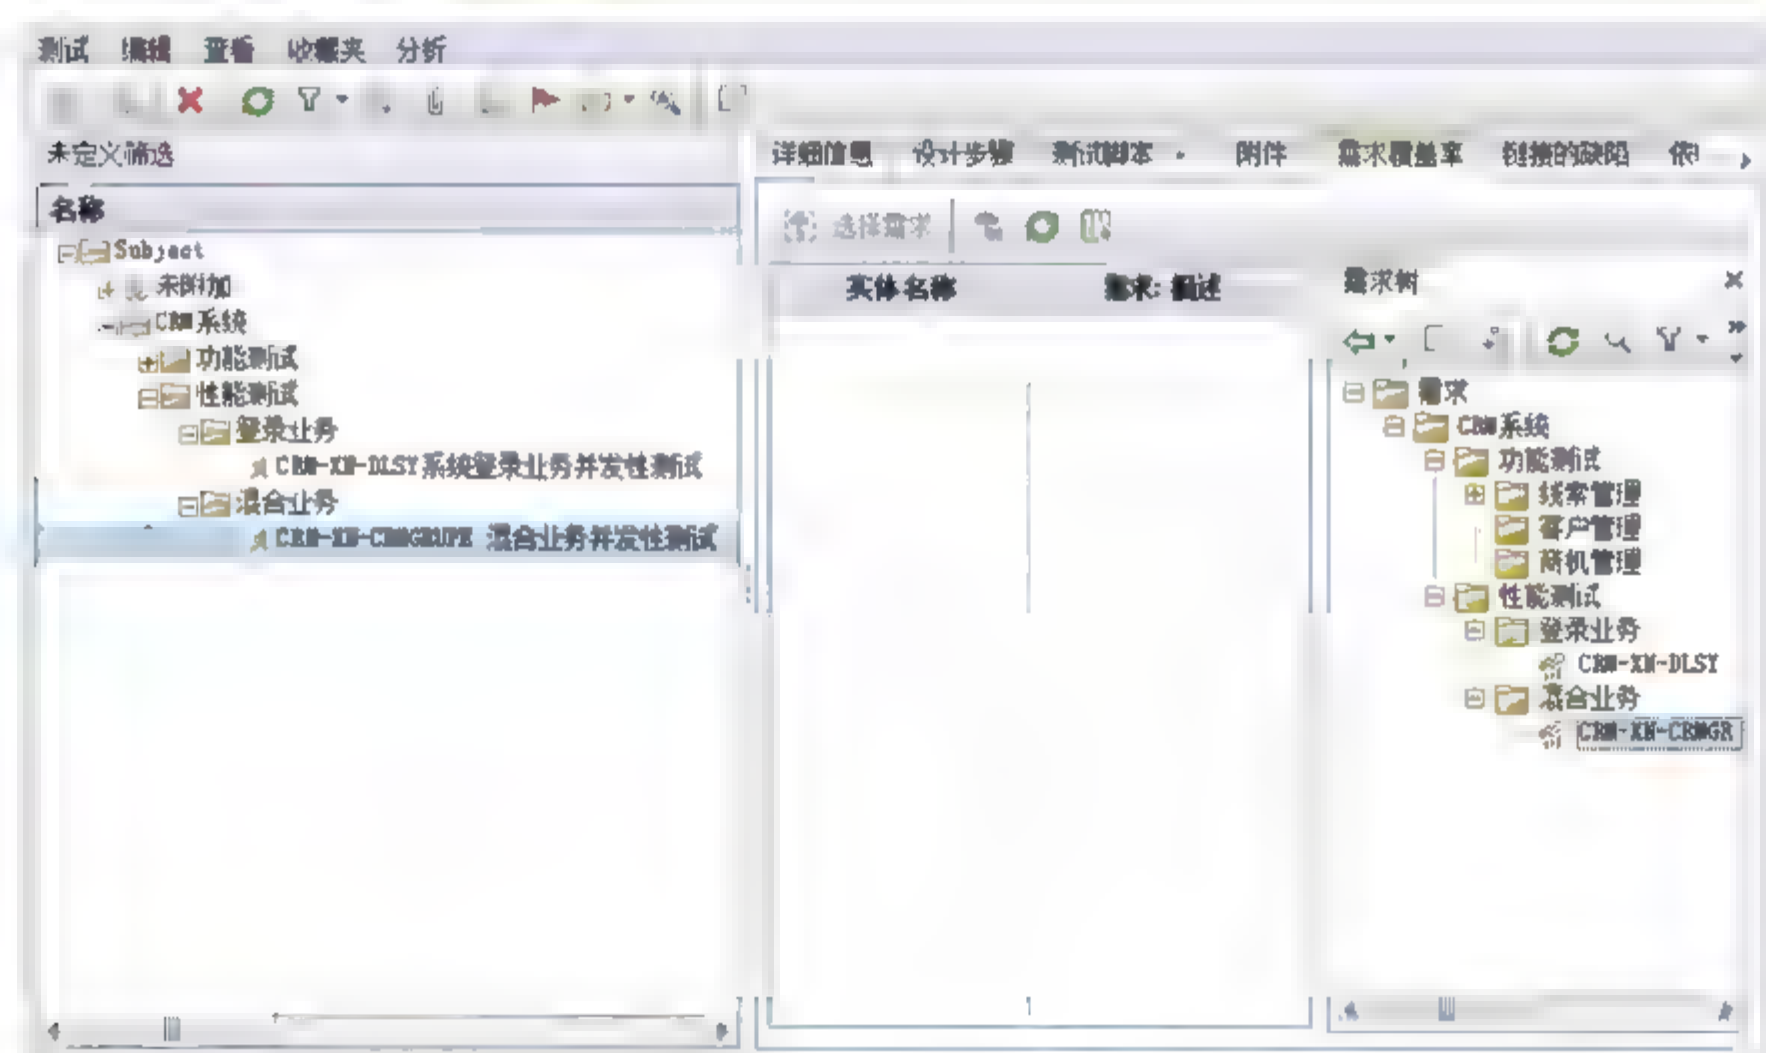 测试 编辑 查看 收藏夹 分析
未定义筛选
名称
Subject
未附加
CRM系统
功能测试
性能测试
登录业务
CRM-XN-DLSY系统登录业务并发性测试
混合业务
混合业务并发性测试
详细信息 设计步骤 测试脚本 附件 需求覆盖率 链接的缺陷
选择需求
实体名称 需求: 描述
需求树
需求
CRM系统
功能测试
线索管理
客户管理
商机管理
性能测试
登录业务
CRM-XN-DLSY
混合业务
CRM-XN-CRMGR